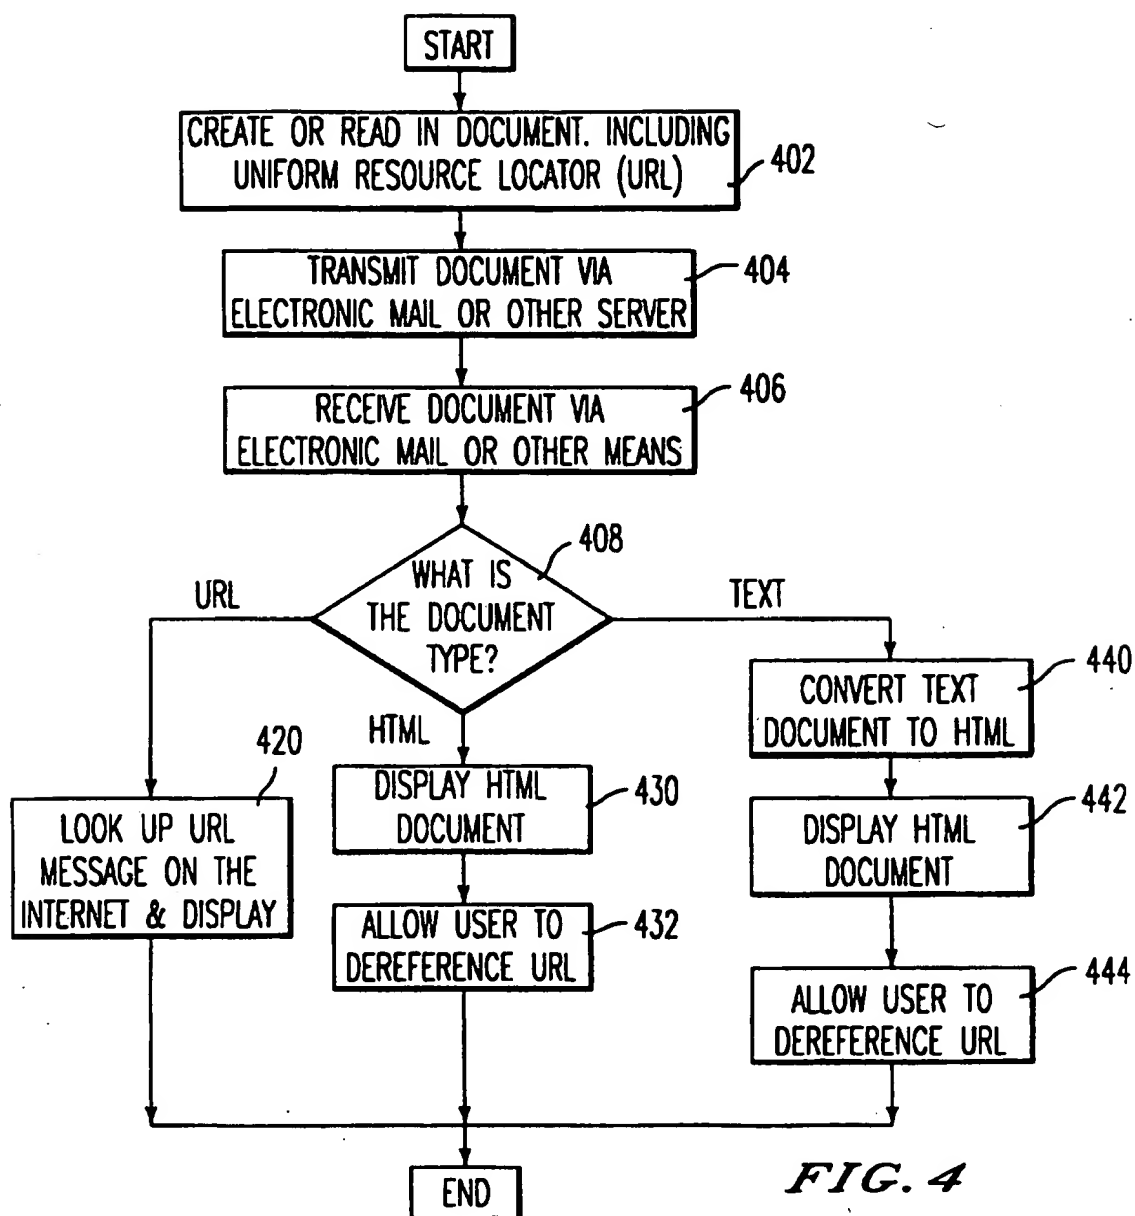 START
CREATE OR READ IN DOCUMENT. INCLUDING
UNIFORM RESOURCE LOCATOR (URL)
402
TRANSMIT DOCUMENT VIA
ELECTRONIC MAIL OR OTHER SERVER
404
RECEIVE DOCUMENT VIA
ELECTRONIC MAIL OR OTHER MEANS
406
WHAT IS
THE DOCUMENT
TYPE?
408
URL
HTML
TEXT
420
LOOK UP URL
MESSAGE ON THE
INTERNET & DISPLAY
DISPLAY HTML
DOCUMENT
430
ALLOW USER TO
DEREFERENCE URL
432
CONVERT TEXT
DOCUMENT TO HTML
440
DISPLAY HTML
DOCUMENT
442
ALLOW USER TO
DEREFERENCE URL
444
END
FIG. 4